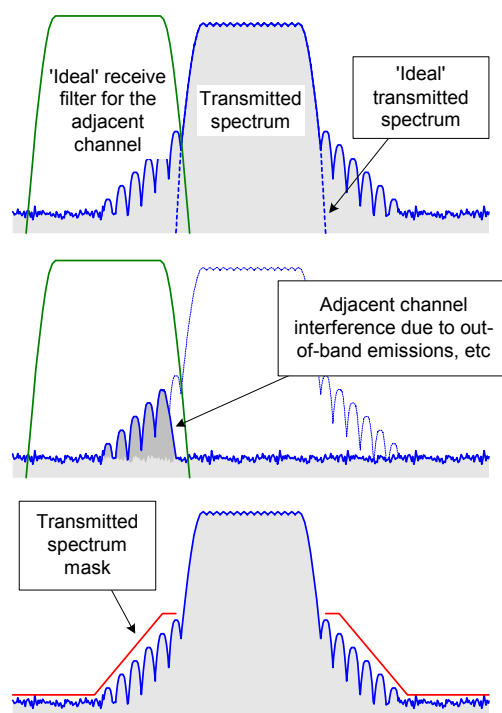 'Ideal' receive
filter for the
adjacent
channel
Transmitted
spectrum
'Ideal'
transmitted
spectrum
Adjacent channel
interference due to out-
of-band emissions, etc
Transmitted
spectrum
mask